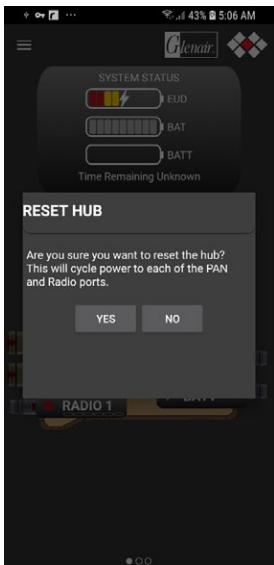 43% 5:06 AM
Glenair.
SYSTEM STATUS
EUD
BAT
BATT
Time Remaining Unknown
RESET HUB
Are you sure you want to reset the hub?
This will cycle power to each of the PAN
and Radio ports.
YES NO
RADIO 1 BATT